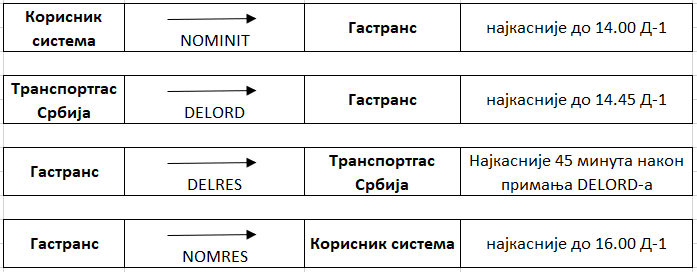 Корисник
система
NOMINIT
Гастранс
најкасније до 14.00 Д-1
Транспортгас
Србија
DELORD
Гастранс
најкасније до 14.45 Д-1
Гастранс
DELRES
Транспортгас
Србија
Најкасније 45 минута након
примања DELORD-а
Гастранс
NOMRES
Корисник система
најкасније до 16.00 Д-1